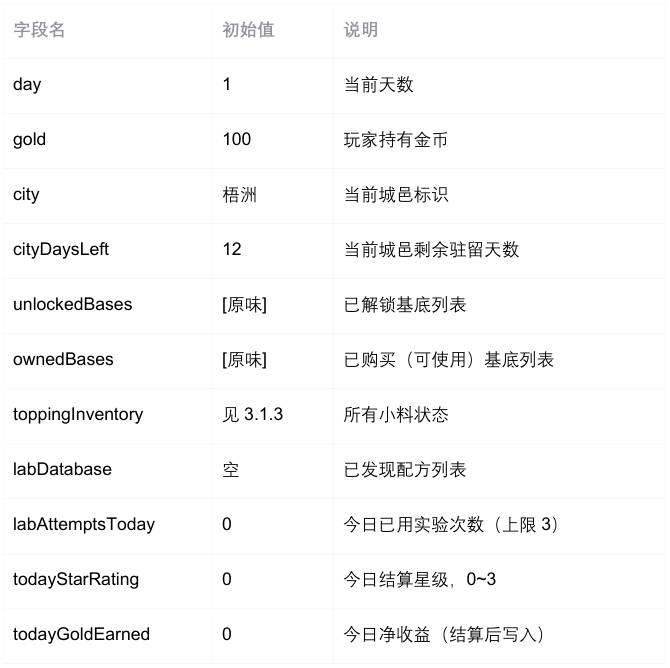 字段名 初始值 说明
day 1 当前天数
gold 100 玩家持有金币
city 梧洲 当前城邑标识
cityDaysLeft 12 当前城邑剩余驻留天数
unlockedBases [原味] 已解锁基底列表
ownedBases [原味] 已购买（可使用）基底列表
toppingInventory 见 3.1.3 所有小料状态
labDatabase 空 已发现配方列表
labAttemptsToday 0 今日已用实验次数（上限 3）
todayStarRating 0 今日结算星级，0~3
todayGoldEarned 0 今日净收益（结算后写入）